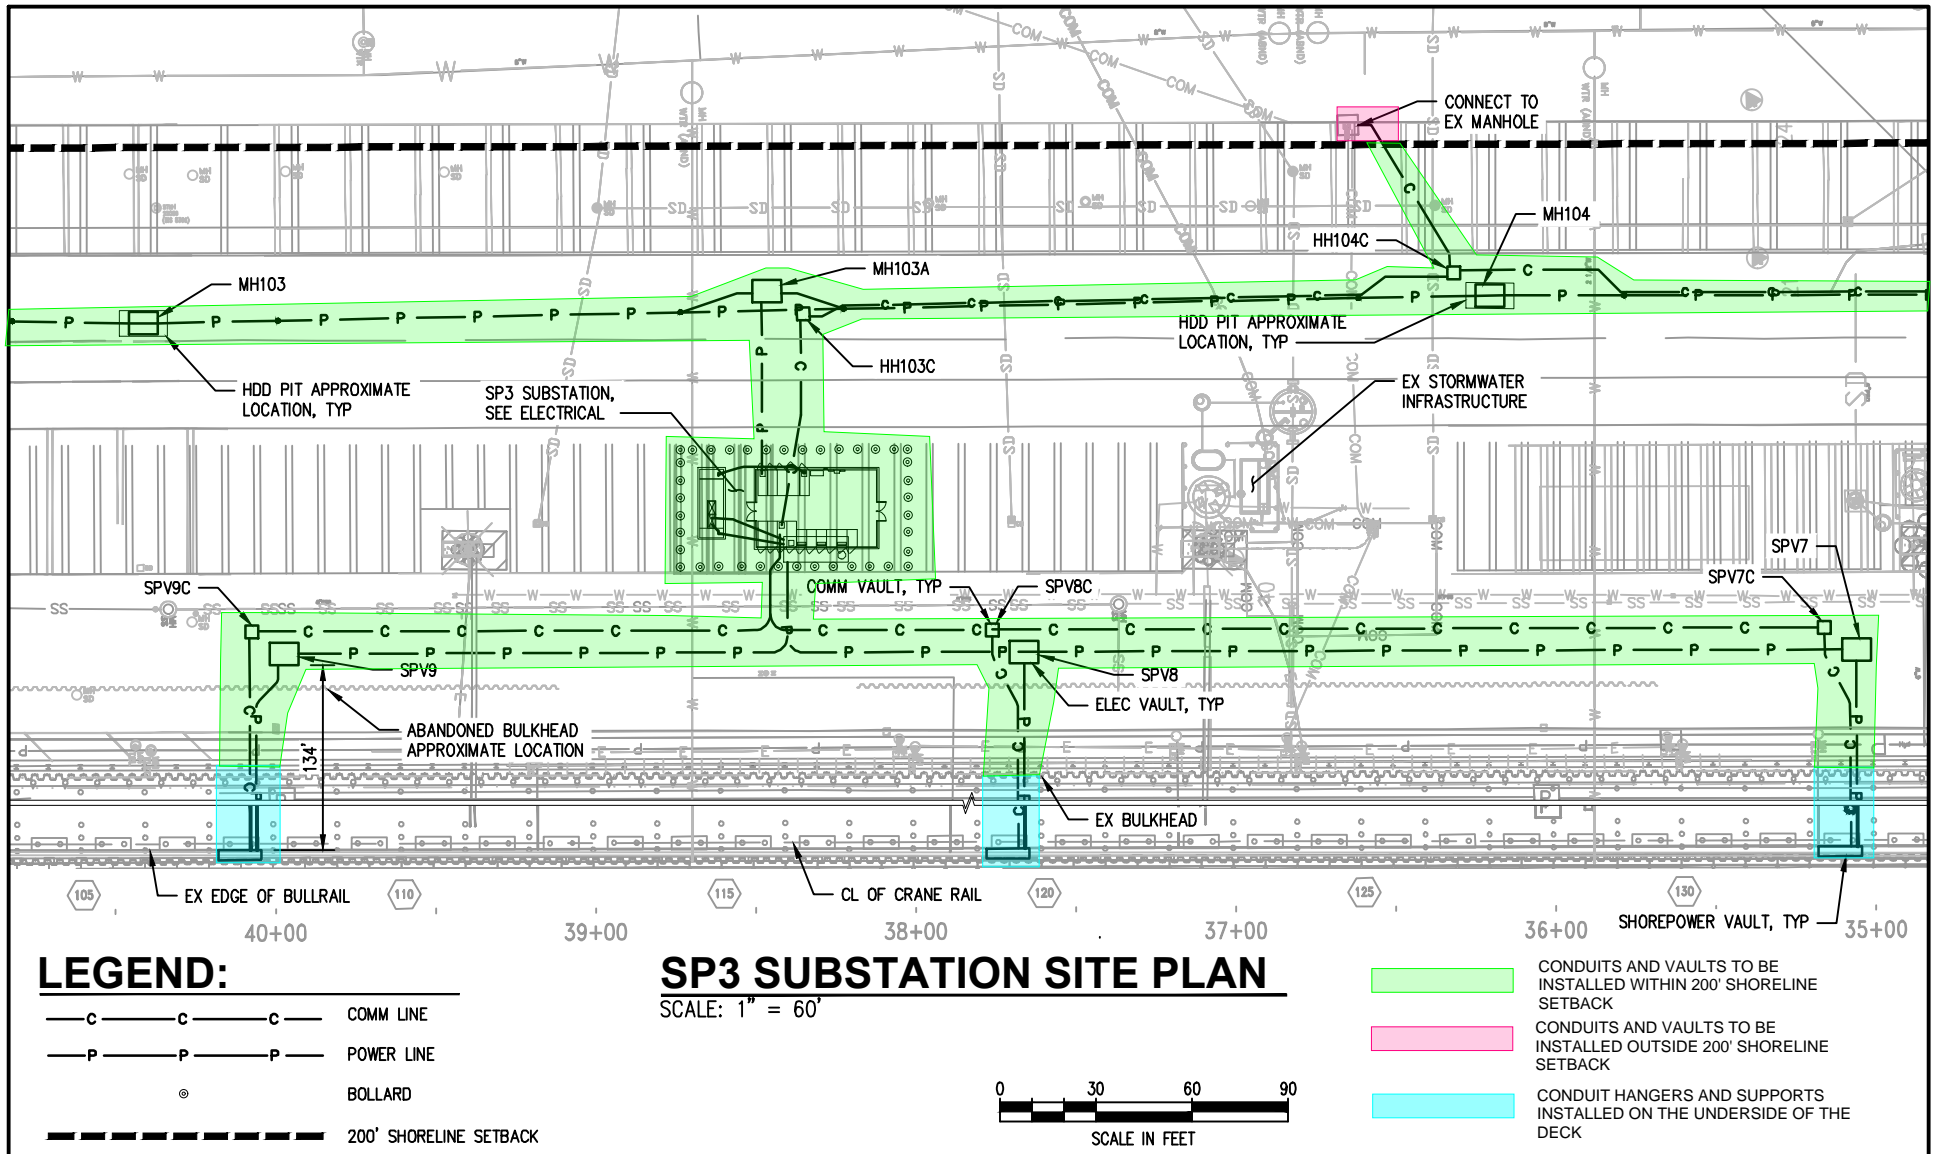 CONNECT TO
EX MANHOLE
MH104
HH104C
MH103
MH103A
HDD PIT APPROXIMATE
LOCATION, TYP
HH103C
HDD PIT APPROXIMATE
LOCATION, TYP
SP3 SUBSTATION,
SEE ELECTRICAL
EX STORMWATER
INFRASTRUCTURE
SPV7
SPV9C
COMM VAULT, TYP
SPV8C
SPV7C
SPV9
SPV8
ELEC VAULT, TYP
ABANDONED BULKHEAD
APPROXIMATE LOCATION
134'
EX BULKHEAD
EX EDGE OF BULLRAIL
CL OF CRANE RAIL
SHOREPOWER VAULT, TYP
105
110
115
120
125
130
40+00
39+00
38+00
37+00
36+00
35+00
LEGEND:
COMM LINE
POWER LINE
BOLLARD
200' SHORELINE SETBACK
SP3 SUBSTATION SITE PLAN
SCALE: 1" = 60'
0 30 60 90
SCALE IN FEET
CONDUITS AND VAULTS TO BE
INSTALLED WITHIN 200' SHORELINE
SETBACK
CONDUITS AND VAULTS TO BE
INSTALLED OUTSIDE 200' SHORELINE
SETBACK
CONDUIT HANGERS AND SUPPORTS
INSTALLED ON THE UNDERSIDE OF THE
DECK